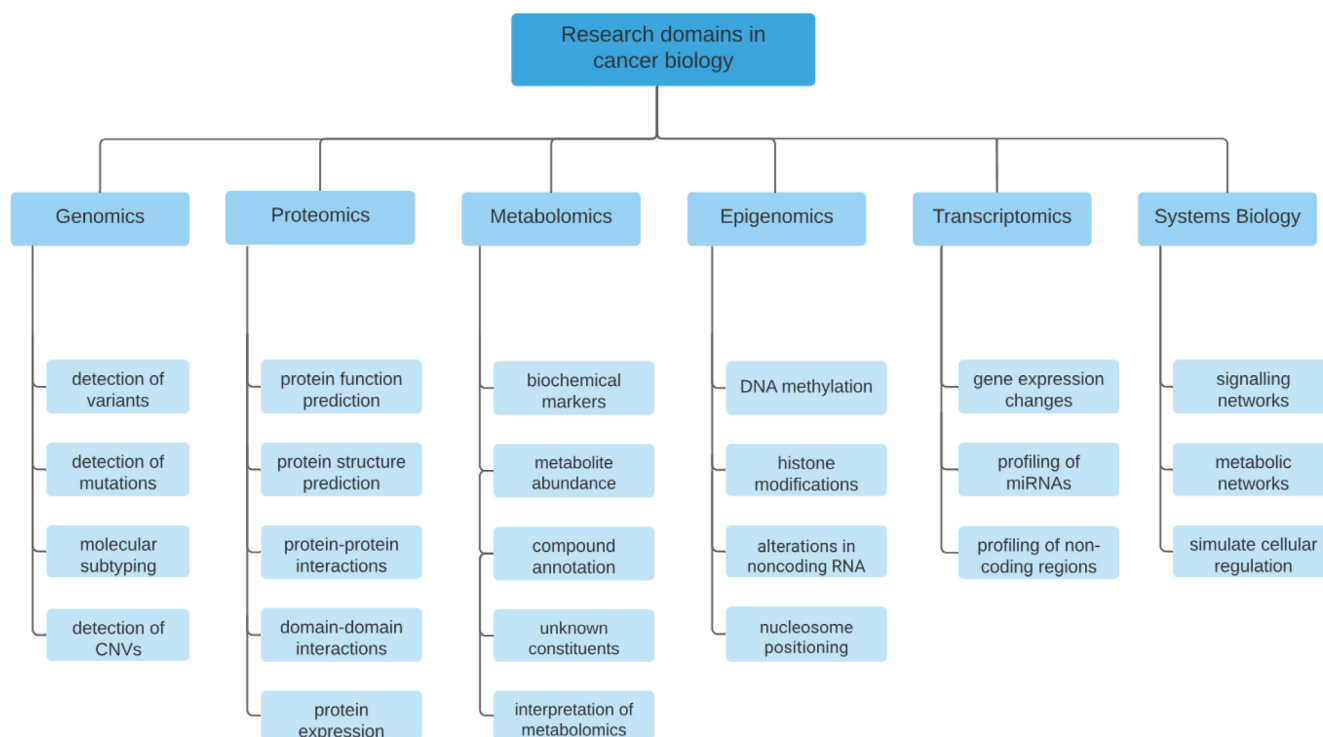 Research domains in
cancer biology
Genomics
Proteomics
Metabolomics
Epigenomics
Transcriptomics
Systems Biology
detection of
variants
detection of
mutations
molecular
subtyping
detection of
CNVs
protein function
prediction
protein structure
prediction
protein-protein
interactions
domain-domain
interactions
protein
expression
biochemical
markers
metabolite
abundance
compound
annotation
unknown
constituents
interpretation of
metabolomics
DNA methylation
histone
modifications
alterations in
noncoding RNA
nucleosome
positioning
gene expression
changes
profiling of
miRNAs
profiling of non-
coding regions
signalling
networks
metabolic
networks
simulate cellular
regulation